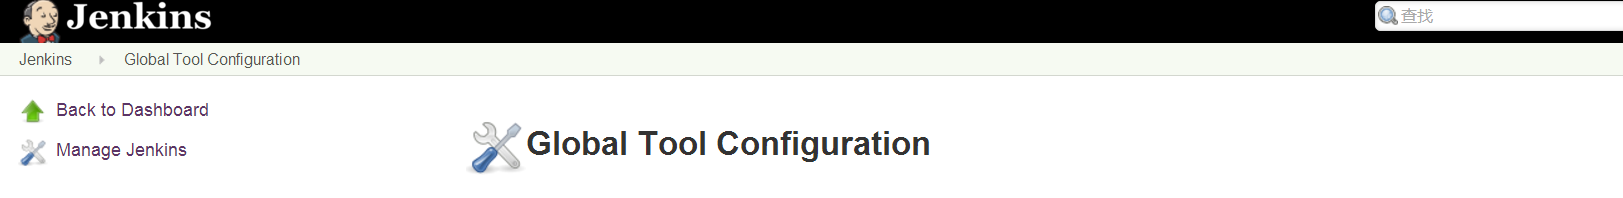 Jenkins
查找
Jenkins
Global Tool Configuration
Back to Dashboard
Manage Jenkins
Global Tool Configuration